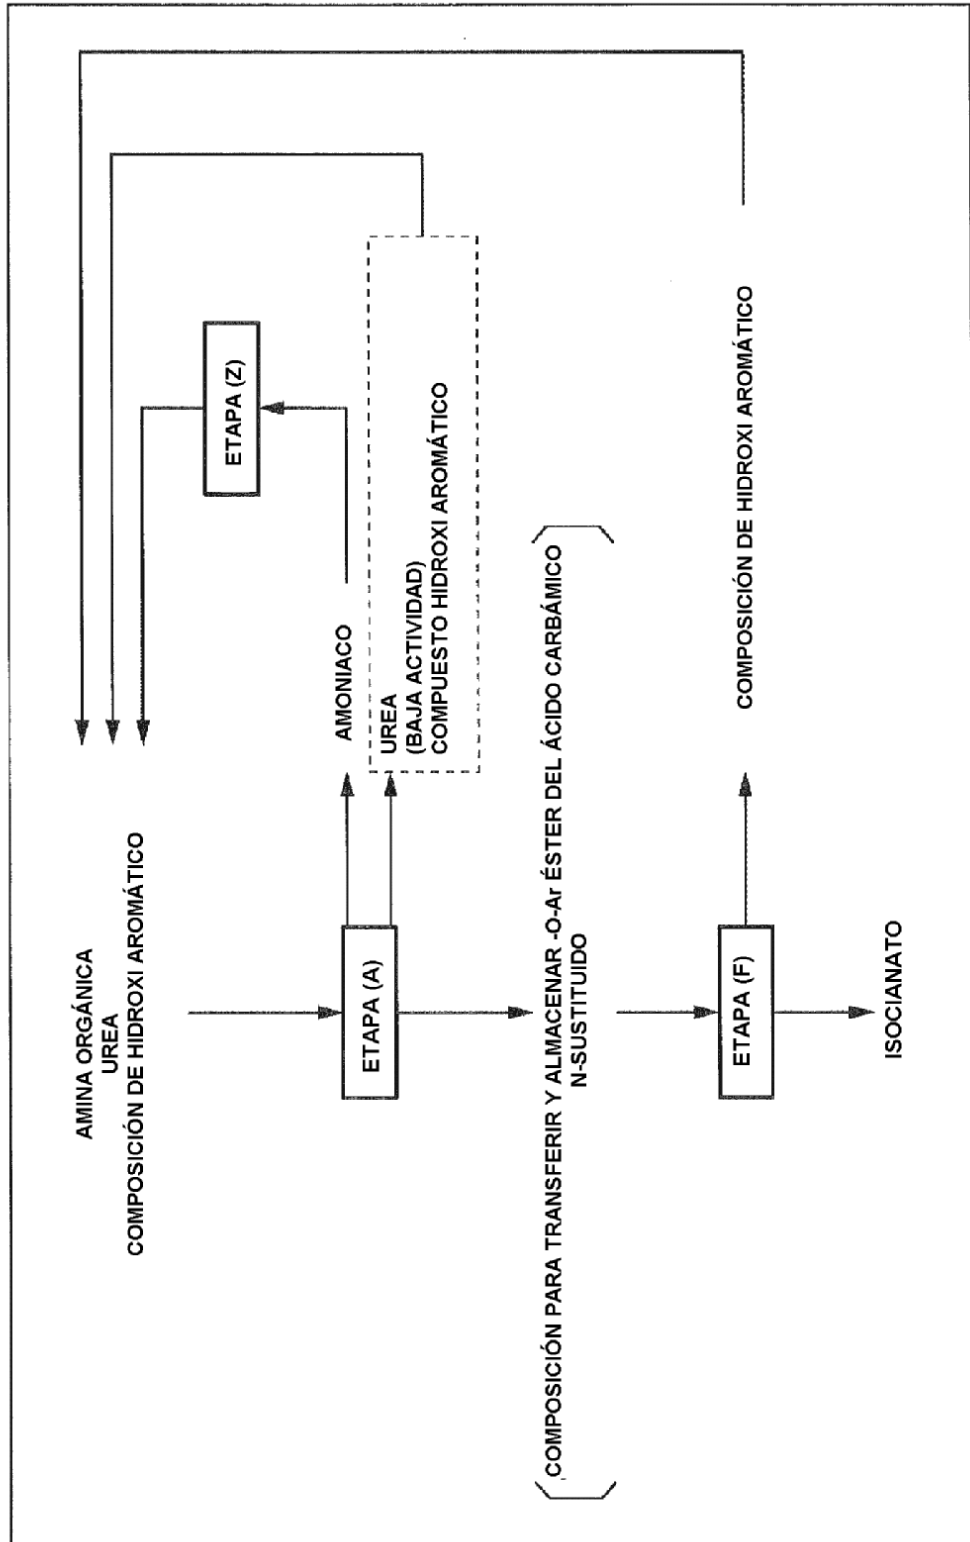 AMINA ORGÁNICA
UREA
COMPOSICIÓN DE HIDROXI AROMÁTICO
ETAPA (Z)
ETAPA (A)
AMONIACO
UREA
(BAJA ACTIVIDAD)
COMPUESTO HIDROXI AROMÁTICO
COMPOSICIÓN PARA TRANSFERIR Y ALMACENAR -O-Ar ÉSTER DEL ÁCIDO CARBÁMICO
N-SUSTITUIDO
ETAPA (F)
COMPOSICIÓN DE HIDROXI AROMÁTICO
ISOCIANATO